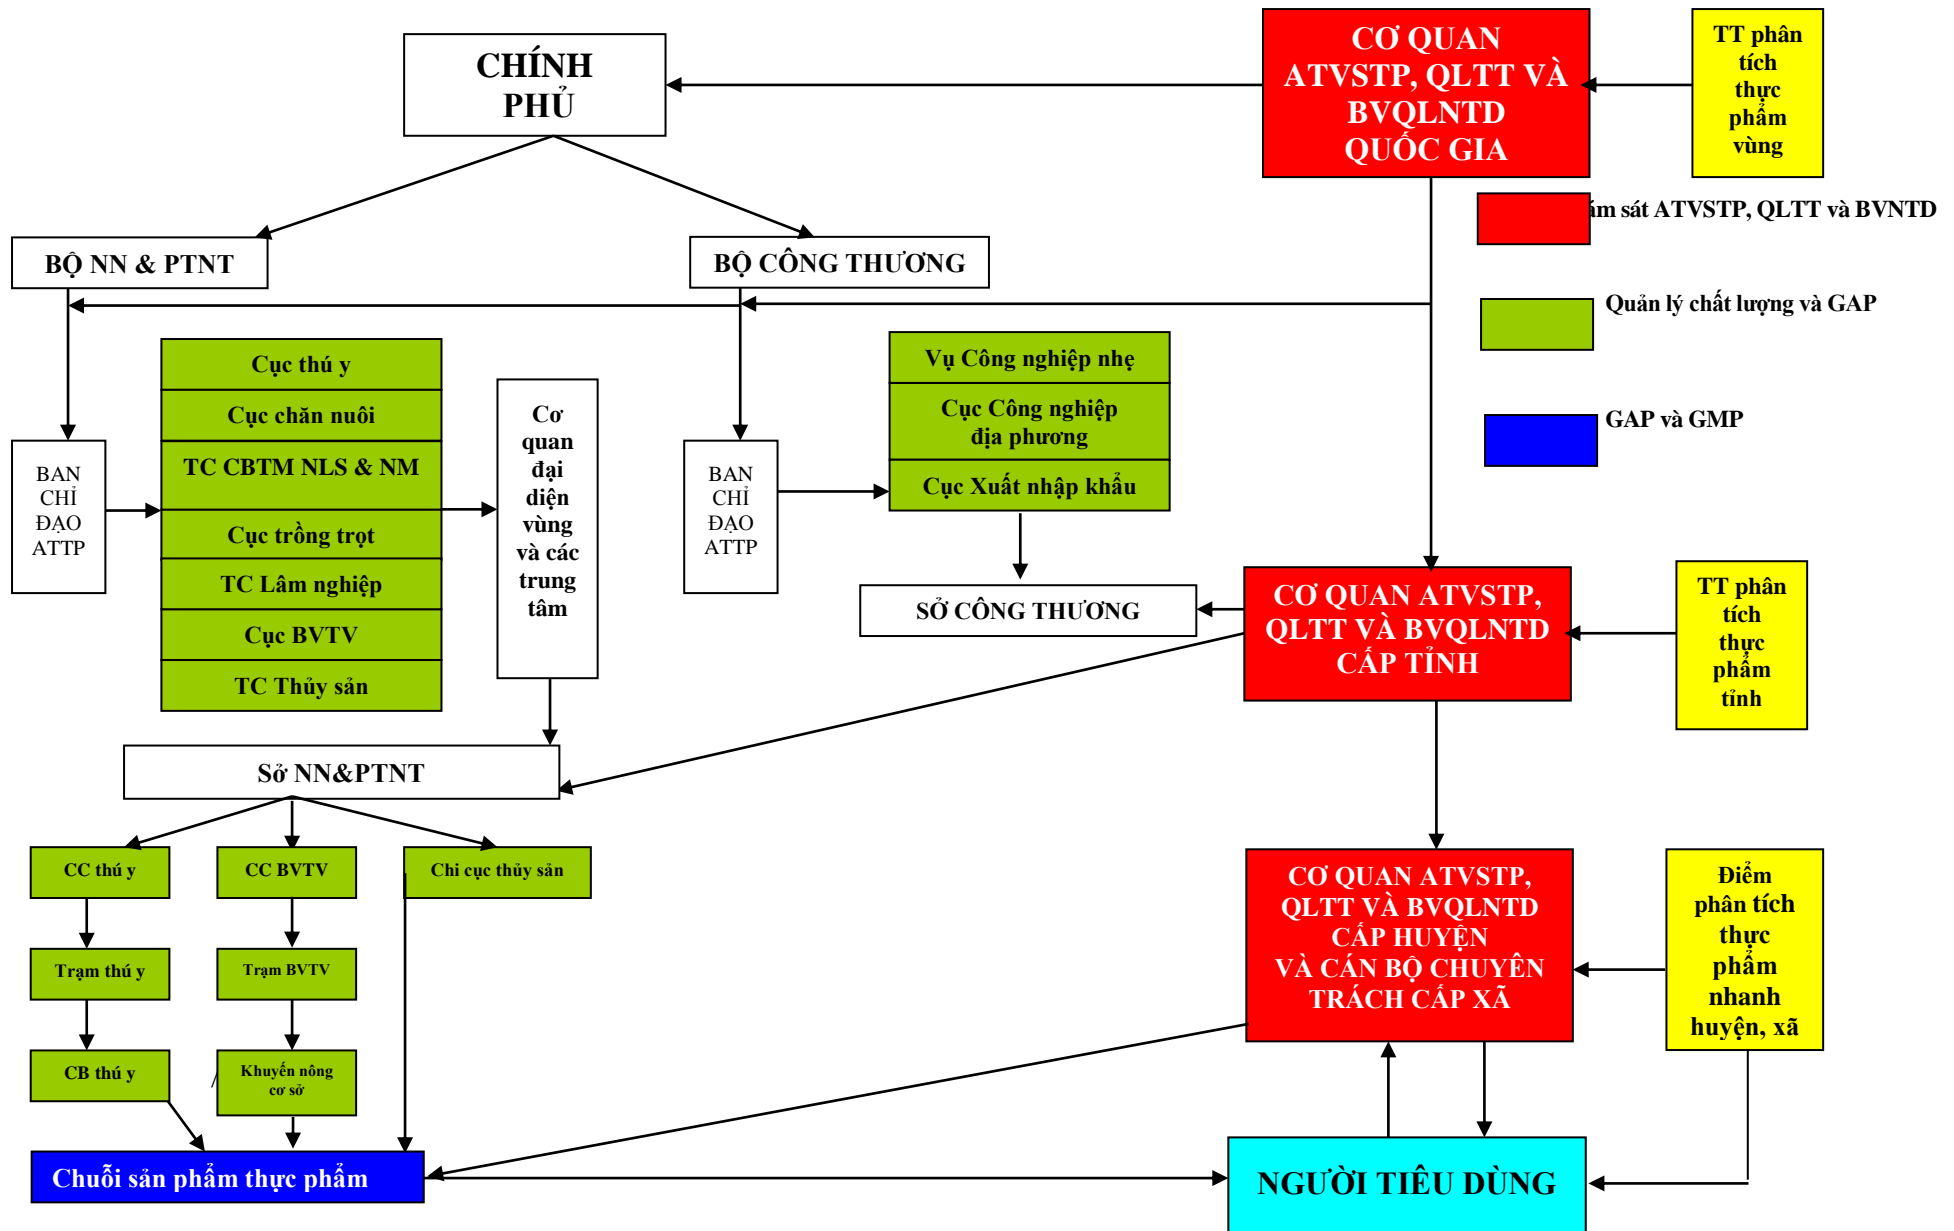 CHÍNH
PHỦ
CƠ QUAN
ATVSTP, QLTT VÀ
BVQLNTD
QUỐC GIA
TT phân
tích
thực
phẩm
vùng
ám sát ATVSTP, QLTT và BVNTD
BỘ NN & PTNT
BỘ CÔNG THƯƠNG
Quản lý chất lượng và GAP
GAP và GMP
BAN
CHỈ
ĐẠO
ATTP
Cục thú y
Cục chăn nuôi
TC CBTM NLS & NM
Cục trồng trọt
TC Lâm nghiệp
Cục BVTV
TC Thủy sản
Cơ
quan
đại
diện
vùng
và các
trung
tâm
BAN
CHỈ
ĐẠO
ATTP
Vụ Công nghiệp nhẹ
Cục Công nghiệp
địa phương
Cục Xuất nhập khẩu
SỞ CÔNG THƯƠNG
CƠ QUAN ATVSTP,
QLTT VÀ BVQLNTD
CẤP TỈNH
TT phân
tích
thực
phẩm
tỉnh
Sở NN&PTNT
CC thú y
CC BVTV
Chi cục thủy sản
Trạm thú y
Trạm BVTV
CB thú y
Khuyến nông
cơ sở
CƠ QUAN ATVSTP,
QLTT VÀ BVQLNTD
CẤP HUYỆN
VÀ CÁN BỘ CHUYÊN
TRÁCH CẤP XÃ
Điểm
phân tích
thực
phẩm
nhanh
huyện, xã
Chuỗi sản phẩm thực phẩm
NGƯỜI TIÊU DÙNG